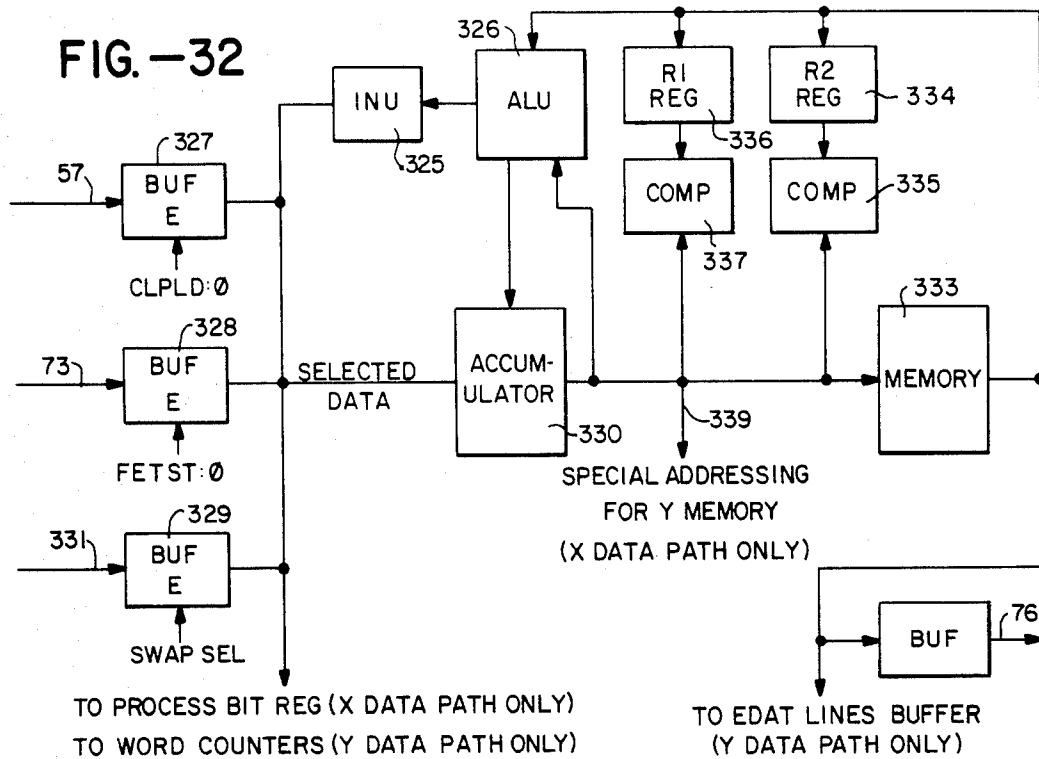 FIG.-32
326
INU
325
ALU
R1
REG
336
R2
REG
334
57
327
BUF
E
CLPLD:Ø
COMP
337
COMP
335
73
328
BUF
E
FETST:Ø
SELECTED
DATA
ACCUM-
ULATOR
330
339
333
MEMORY
SPECIAL ADDRESSING
FOR Y MEMORY
(X DATA PATH ONLY)
331
329
BUF
E
SWAP SEL
BUF
76
TO PROCESS BIT REG (X DATA PATH ONLY)
TO WORD COUNTERS (Y DATA PATH ONLY)
TO EDAT LINES BUFFER
(Y DATA PATH ONLY)